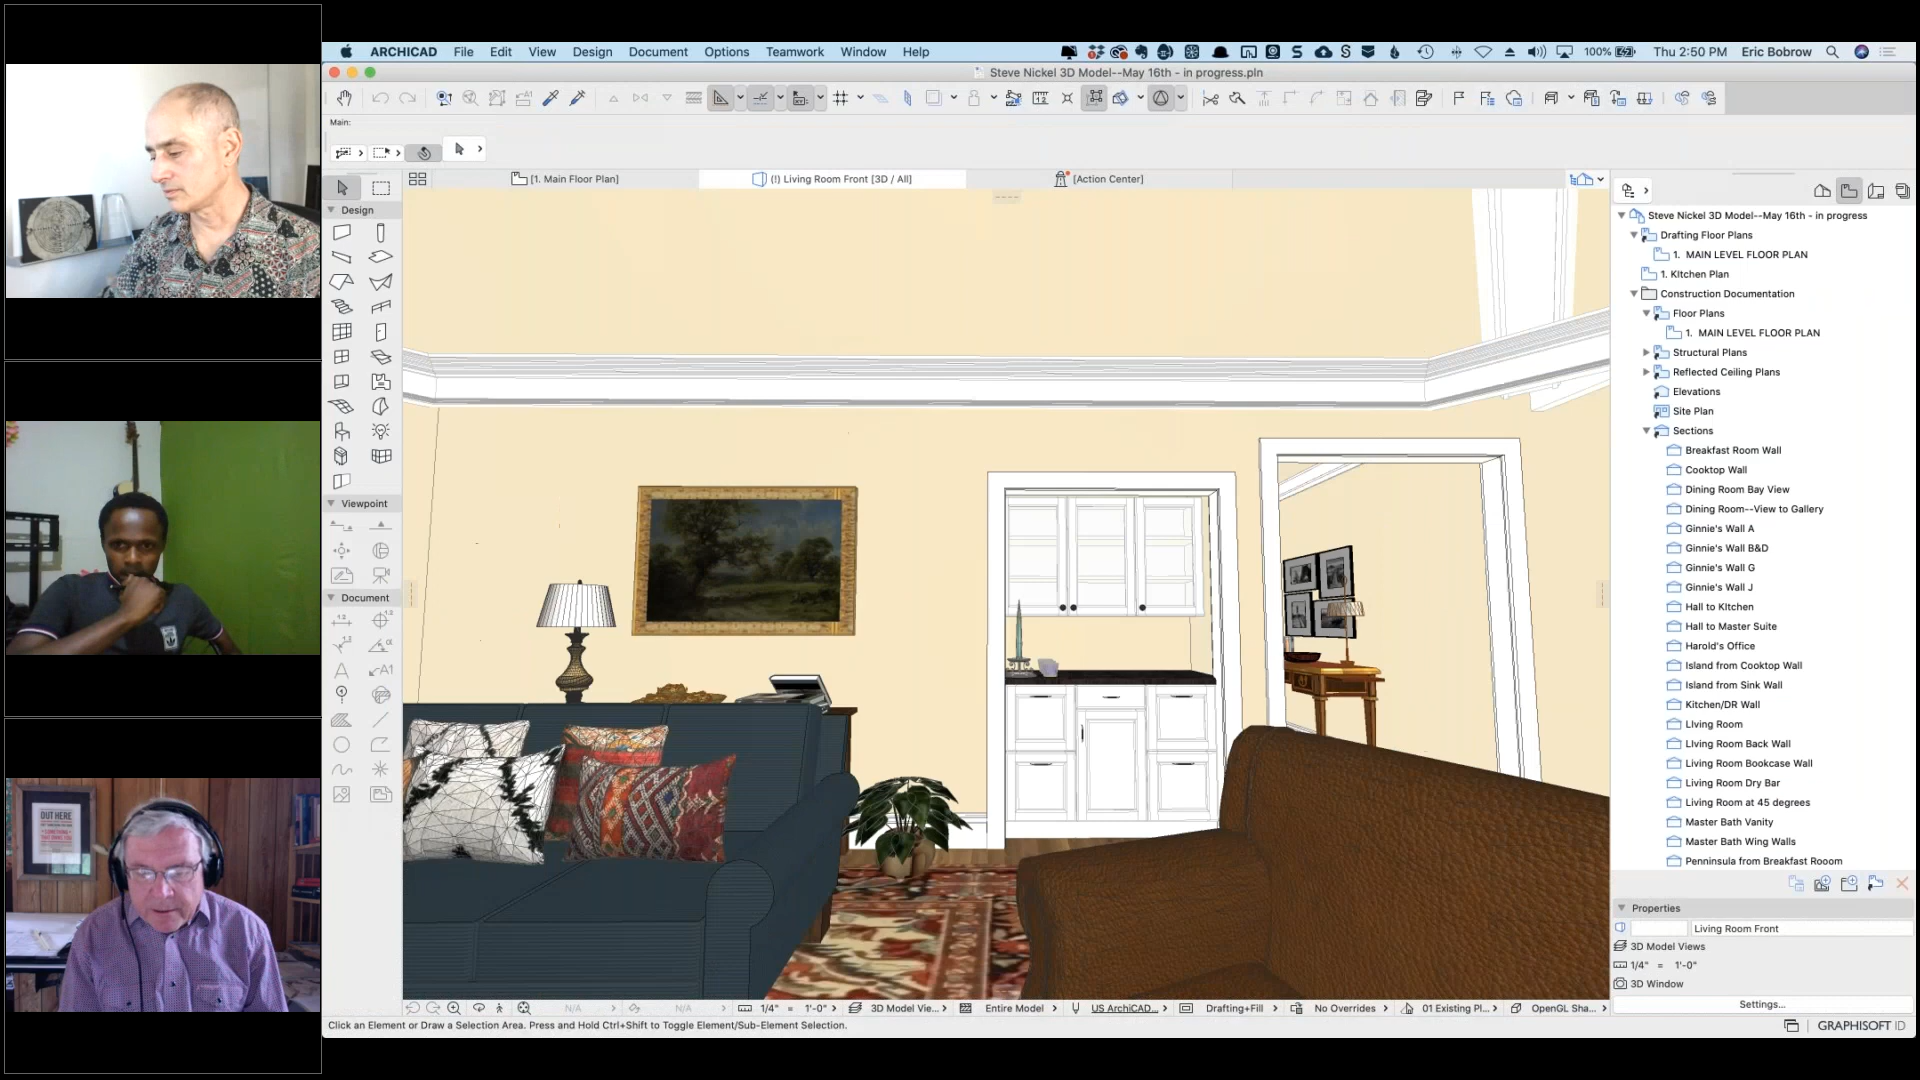 ARCHICAD File Edit View Design Document Options Teamwork Window Help 100% Thu 2:50 PM Eric Bobrow
Steve Nickel 3D Model--May 16th - in progress.pln
Main:
[1. Main Floor Plan] (!) Living Room Front [3D / All] [Action Center]
Design
Viewpoint
Document
Steve Nickel 3D Model--May 16th - in progress
Drafting Floor Plans
1. MAIN LEVEL FLOOR PLAN
1. KItchen Plan
Construction Documentation
Floor Plans
1. MAIN LEVEL FLOOR PLAN
Structural Plans
Reflected Ceiling Plans
Elevations
Site Plan
Sections
Breakfast Room Wall
Cooktop Wall
Dining Room Bay View
Dining Room--View to Gallery
Ginnie's Wall A
Ginnie's Wall B&D
Ginnie's Wall G
Ginnie's Wall J
Hall to KItchen
Hall to Master Suite
Harold's Office
Island from Cooktop Wall
Island from Sink Wall
Kitchen/DR Wall
LIving Room
LIving Room Back Wall
Living Room Bookcase Wall
Living Room Dry Bar
Living Room at 45 degrees
Master Bath Vanity
Master Bath Wing Walls
Penninsula from Breakfast Rooom
Properties
Living Room Front
3D Model Views
1/4" = 1'-0"
3D Window
Settings...
N/A N/A 1/4" = 1'-0" 3D Model Vie... Entire Model US ArchiCAD... Drafting+Fill No Overrides 01 Existing Pl... OpenGL Sha...
Click an Element or Draw a Selection Area. Press and Hold Ctrl+Shift to Toggle Element/Sub-Element Selection.
GRAPHISOFT ID
OUT HERE